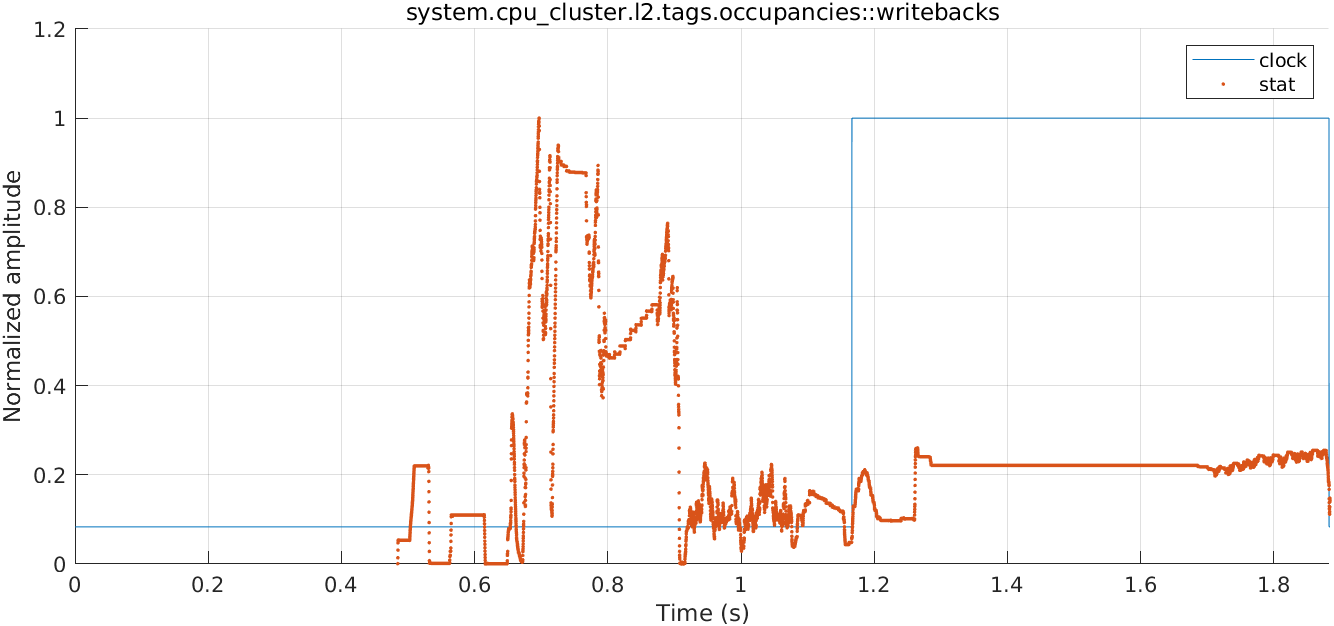 system.cpu_cluster.l2.tags.occupancies::writebacks
1.2
clock
stat
1
0.8
0.6
0.4
0.2
0
Normalized amplitude
0 0.2 0.4 0.6 0.8 1 1.2 1.4 1.6 1.8
Time (s)